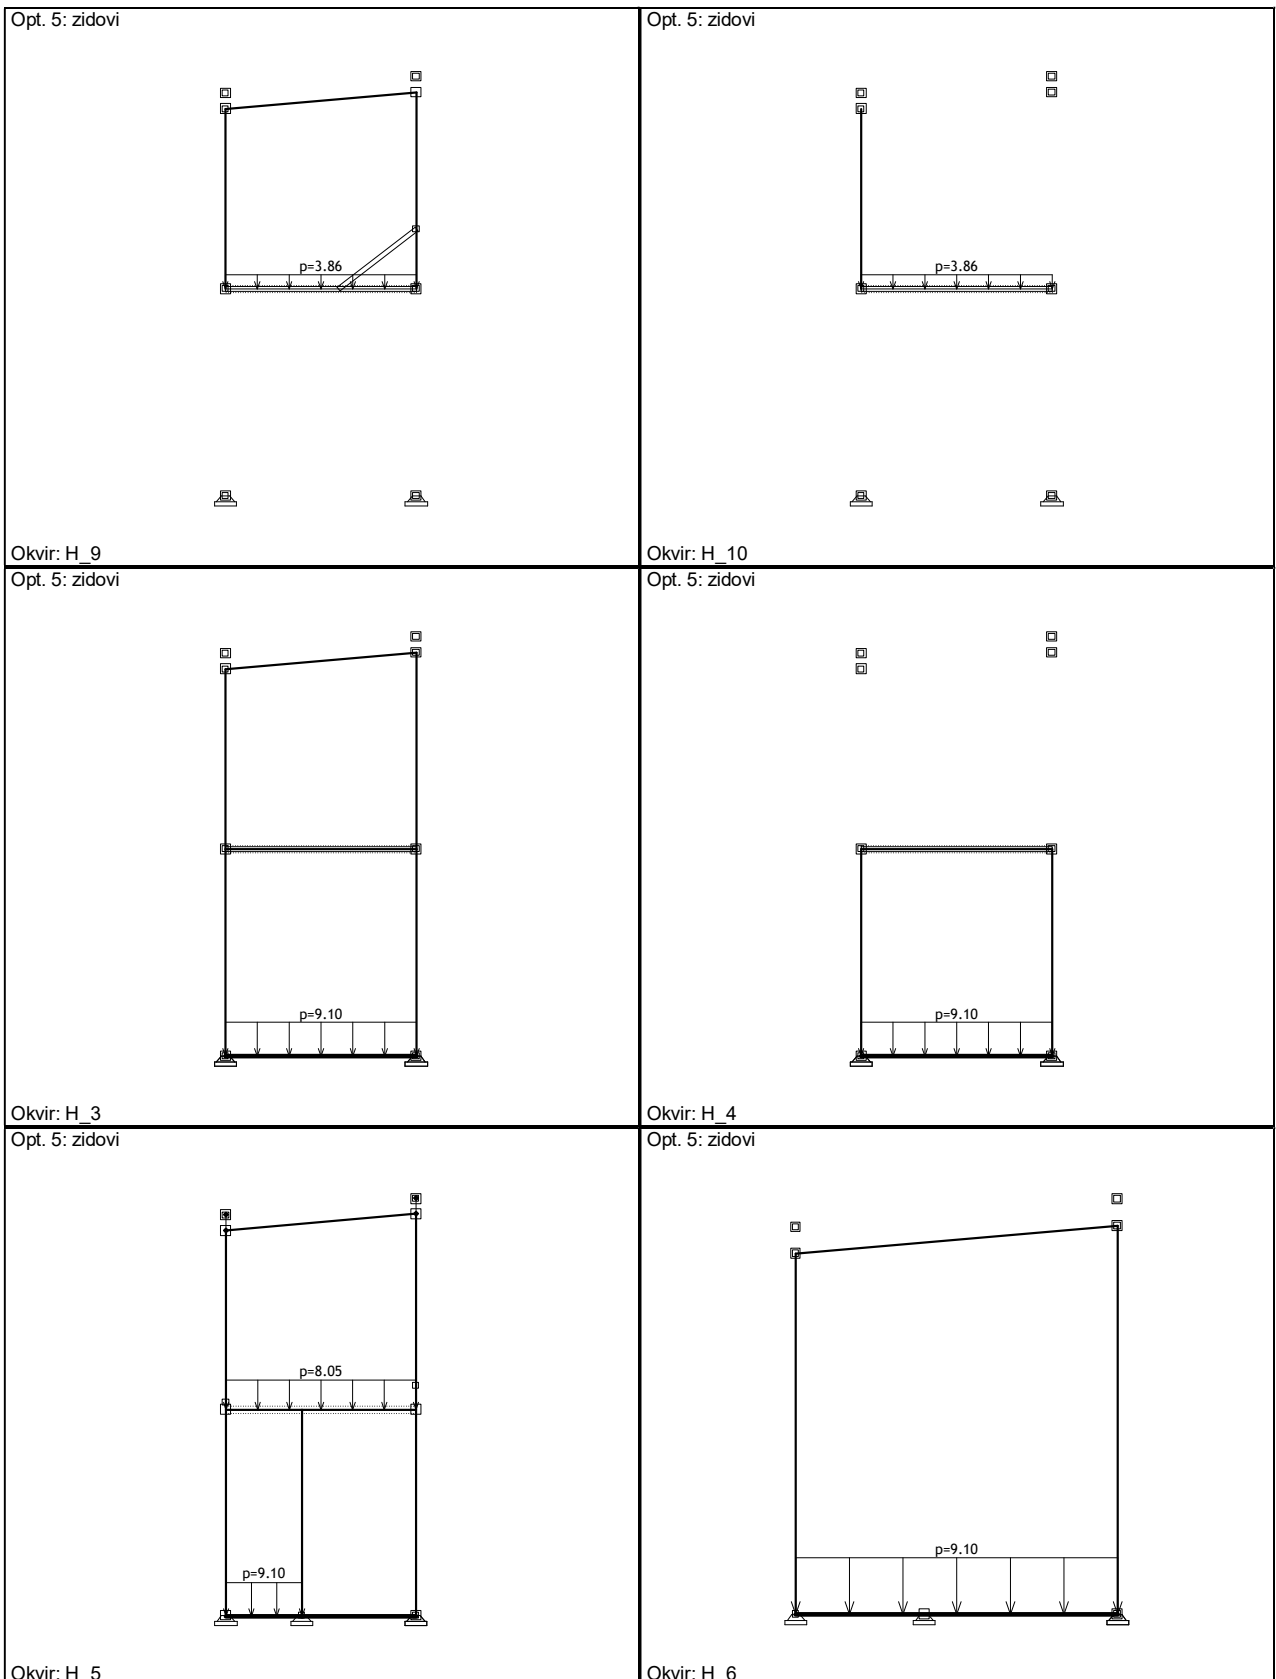 Opt. 5: zidovi
p=3.86
Okvir: H_9
Opt. 5: zidovi
p=3.86
Okvir: H_10
Opt. 5: zidovi
p=9.10
Okvir: H_3
Opt. 5: zidovi
p=9.10
Okvir: H_4
Opt. 5: zidovi
p=8.05
p=9.10
Okvir: H_5
Opt. 5: zidovi
p=9.10
Okvir: H_6